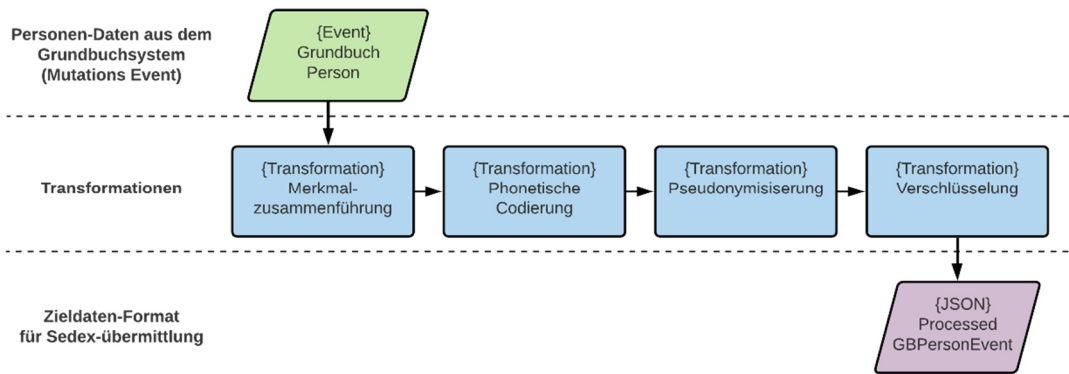 Personen-Daten aus dem
Grundbuchsystem
(Mutations Event)
{Event}
Grundbuch
Person
Transformationen
{Transformation}
Merkmal-
zusammenführung
{Transformation}
Phonetische
Codierung
{Transformation}
Pseudonymisiserung
{Transformation}
Verschlüsselung
Zieldaten-Format
für Sedex-übermittlung
{JSON}
Processed
GBPersonEvent